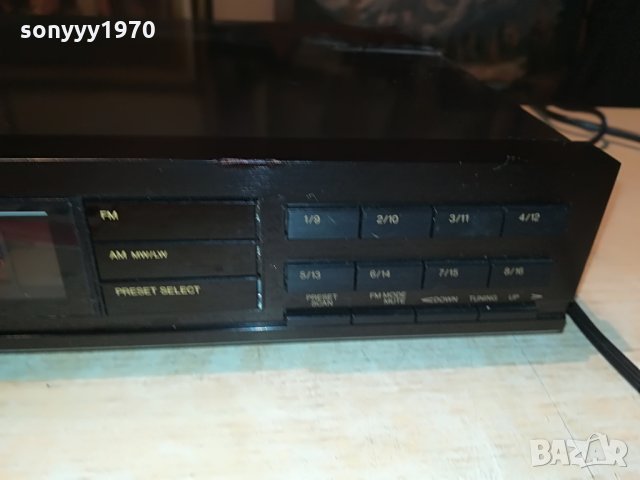 sonyyy1970
FM
AM MW/LW
PRESET SELECT
1/9 2/10 3/11 4/12
5/13 6/14 7/15 8/16
PRESET SCAN
FM MODE MUTE
DOWN TUNING UP
BAZAR